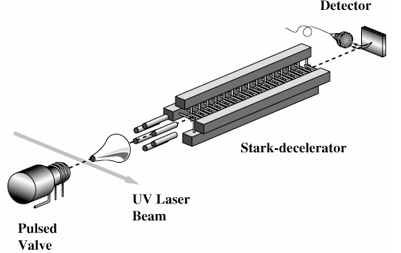 Detector
Stark-decelerator
UV Laser
Beam
Pulsed
Valve